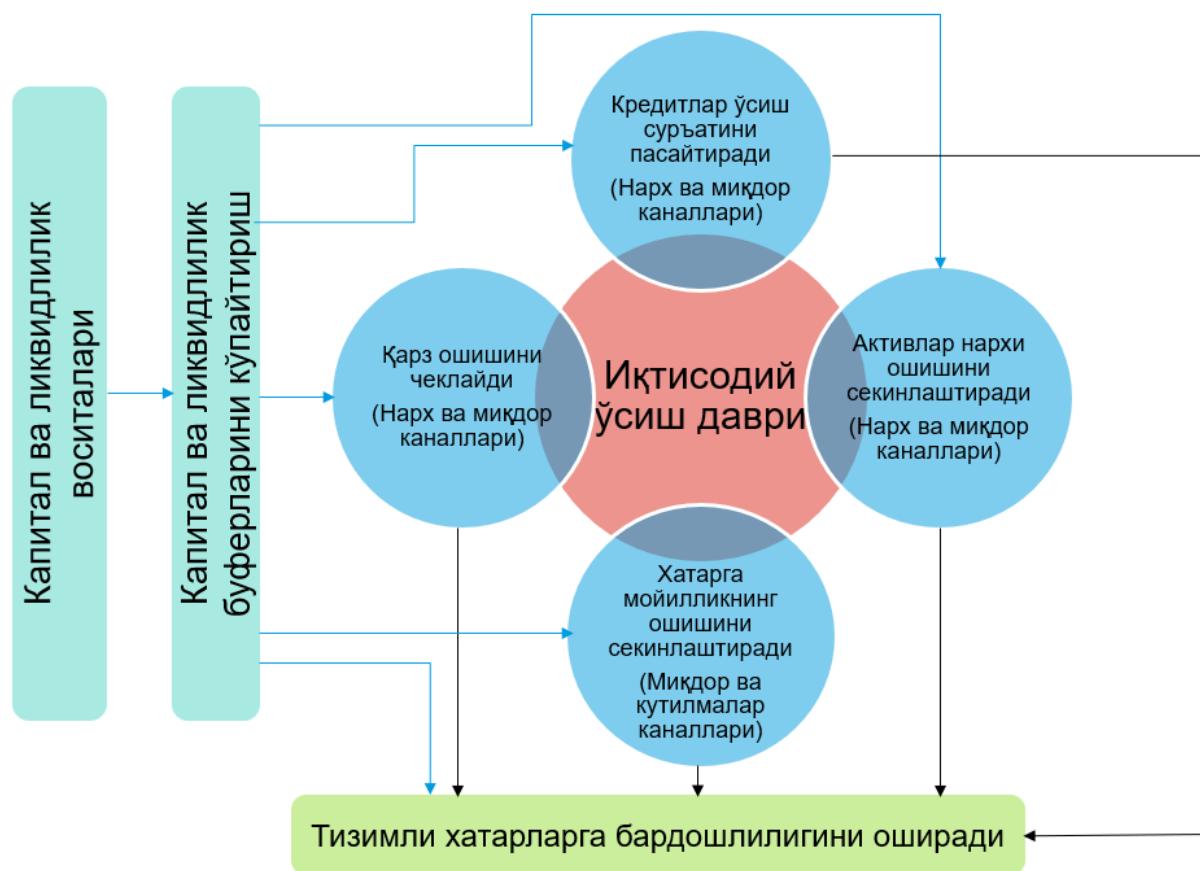 Капитал ва ликвидлилик
воситалари
Капитал ва ликвидлилик
буферларини кўпайтириш
Кредитлар ўсиш
суръатини
пасайтиради
(Нарх ва миқдор
каналлари)
Қарз ошишини
чеклайди
(Нарх ва миқдор
каналлари)
Иқтисодий
ўсиш даври
Активлар нархи
ошишини
секинлаштиради
(Нарх ва миқдор
каналлари)
Хатарга
мойилликнинг
ошишини
секинлаштиради
(Миқдор ва
кутилмалар
каналлари)
Тизимли хатарларга бардошлилигини оширади